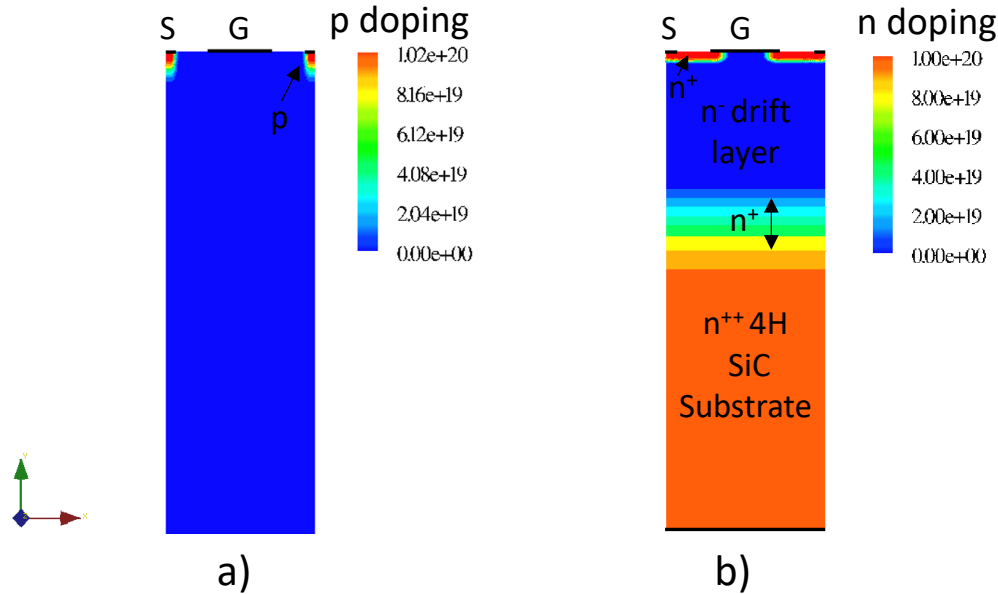 S G p doping
1.02e+20
8.16e+19
6.12e+19
4.08e+19
2.04e+19
0.00e+00
p
Y
X
a)
S G n doping
1.00e+20
8.00e+19
6.00e+19
4.00e+19
2.00e+19
0.00e+00
n⁺
n⁻ drift
layer
n⁺
n⁺⁺ 4H
SiC
Substrate
b)